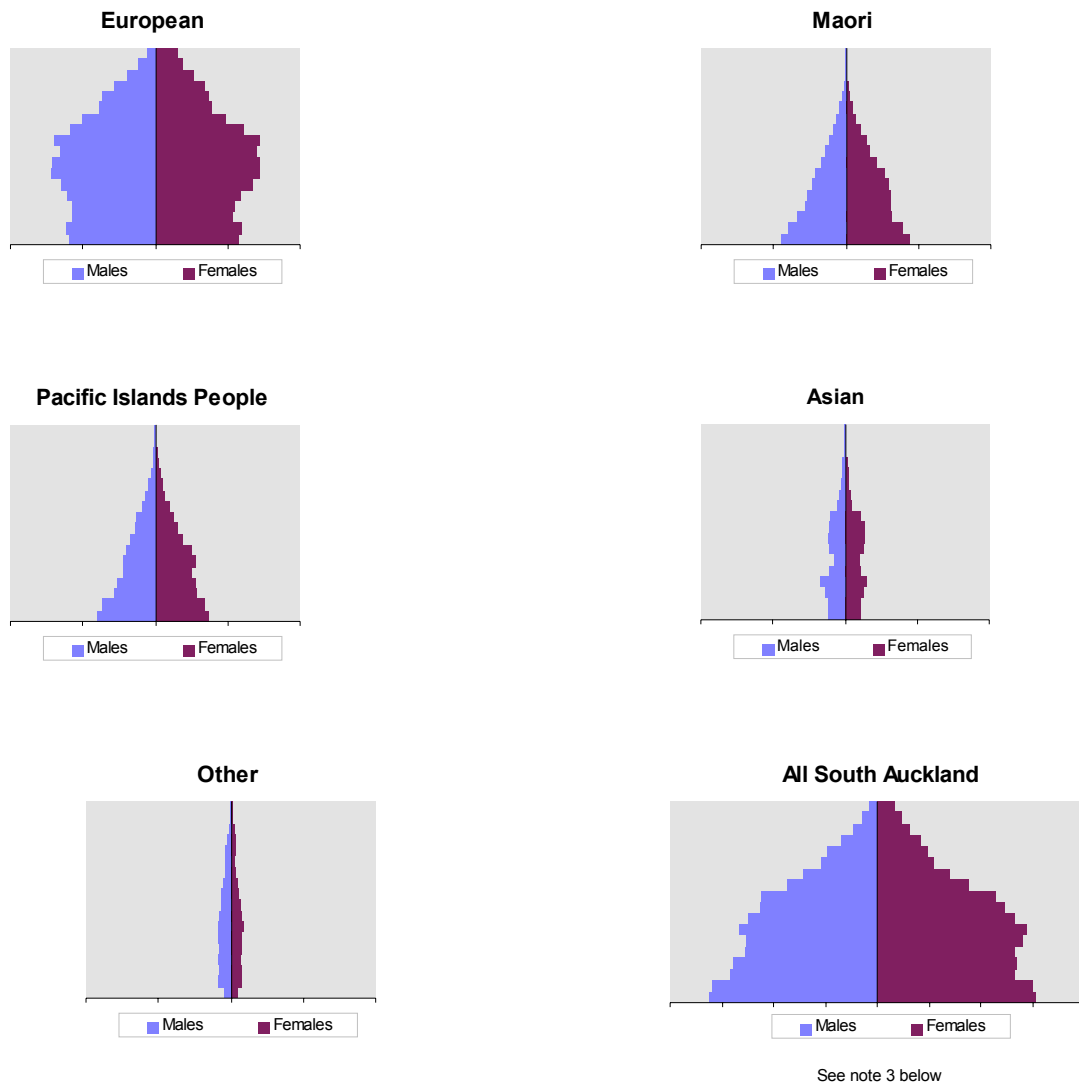 European
Maori
Males Females
Males Females
Pacific Islands People
Asian
Males Females
Males Females
Other
All South Auckland
Males Females
Males Females
See note 3 below